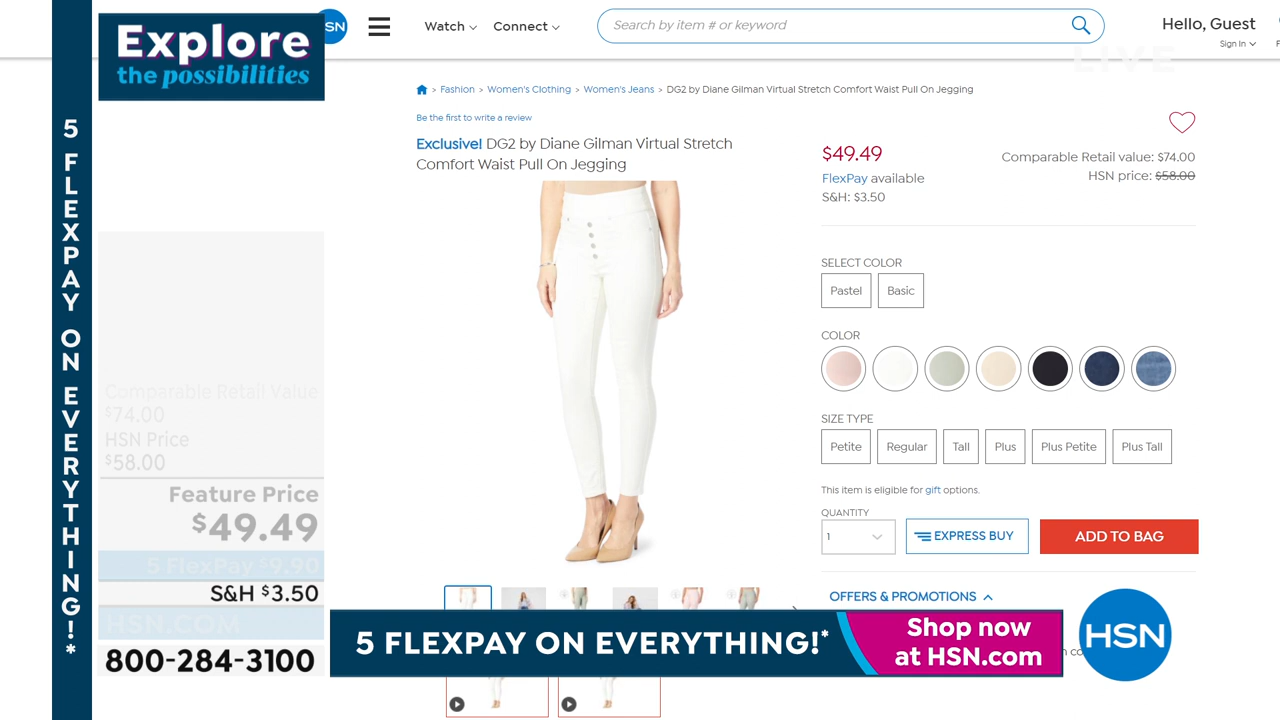 Explore
the possibilities
5 FLEXPAY ON EVERYTHING!*
Comparable Retail Value
$74.00
HSN Price
$58.00
Feature Price
$49.49
5 FlexPay $9.90
S&H $3.50
HSN.COM
800-284-3100
SN
Watch
Connect
Search by item # or keyword
Hello, Guest
Sign In
LIVE
> Fashion > Women's Clothing > Women's Jeans > DG2 by Diane Gilman Virtual Stretch Comfort Waist Pull On Jegging
Be the first to write a review
Exclusive! DG2 by Diane Gilman Virtual Stretch
Comfort Waist Pull On Jegging
$49.49
FlexPay available
S&H: $3.50
Comparable Retail value: $74.00
HSN price: $58.00
SELECT COLOR
Pastel
Basic
COLOR
SIZE TYPE
Petite
Regular
Tall
Plus
Plus Petite
Plus Tall
This item is eligible for gift options.
QUANTITY
1
EXPRESS BUY
ADD TO BAG
OFFERS & PROMOTIONS
5 FLEXPAY ON EVERYTHING!*
Shop now
at HSN.com
HSN